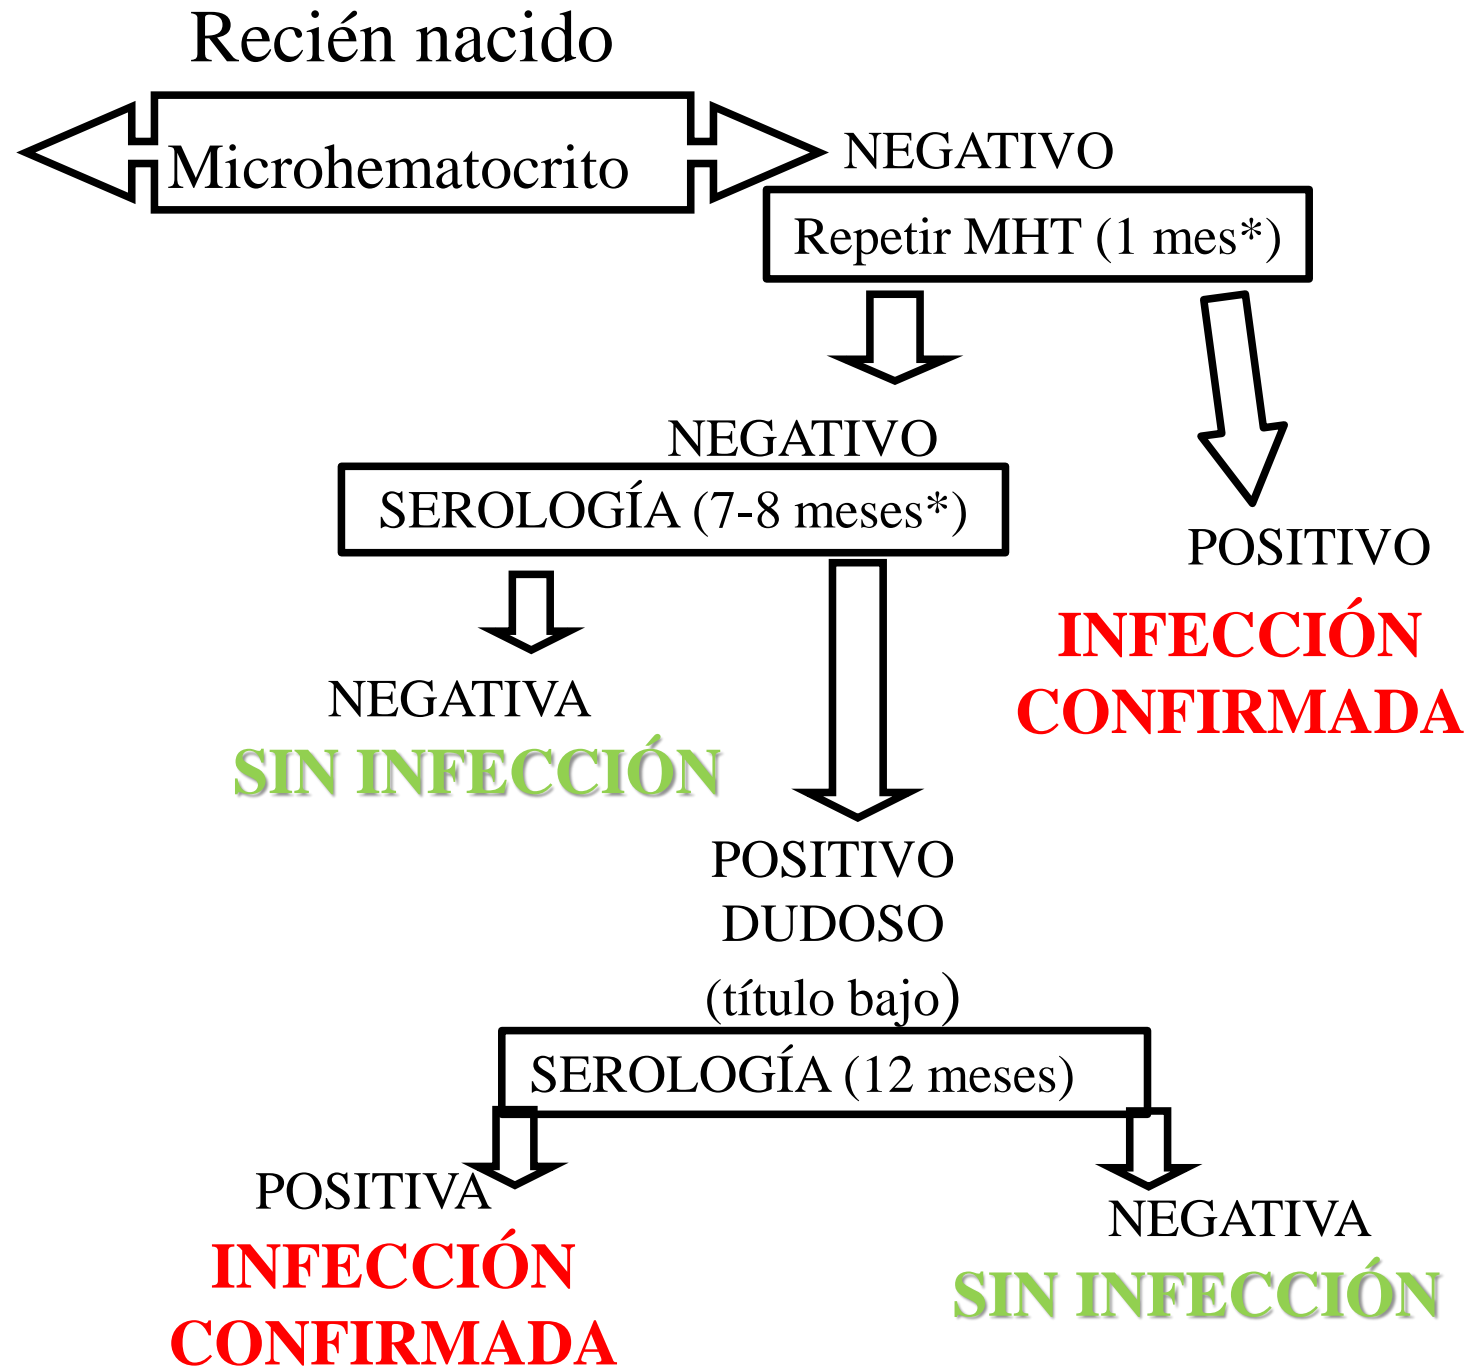 Recién nacido
Microhematocrito
NEGATIVO
Repetir MHT (1 mes*)
NEGATIVO
SEROLOGÍA (7-8 meses*)
POSITIVO
INFECCIÓN
CONFIRMADA
NEGATIVA
SIN INFECCIÓN
POSITIVO
DUDOSO
(título bajo)
SEROLOGÍA (12 meses)
POSITIVA
INFECCIÓN
CONFIRMADA
NEGATIVA
SIN INFECCIÓN